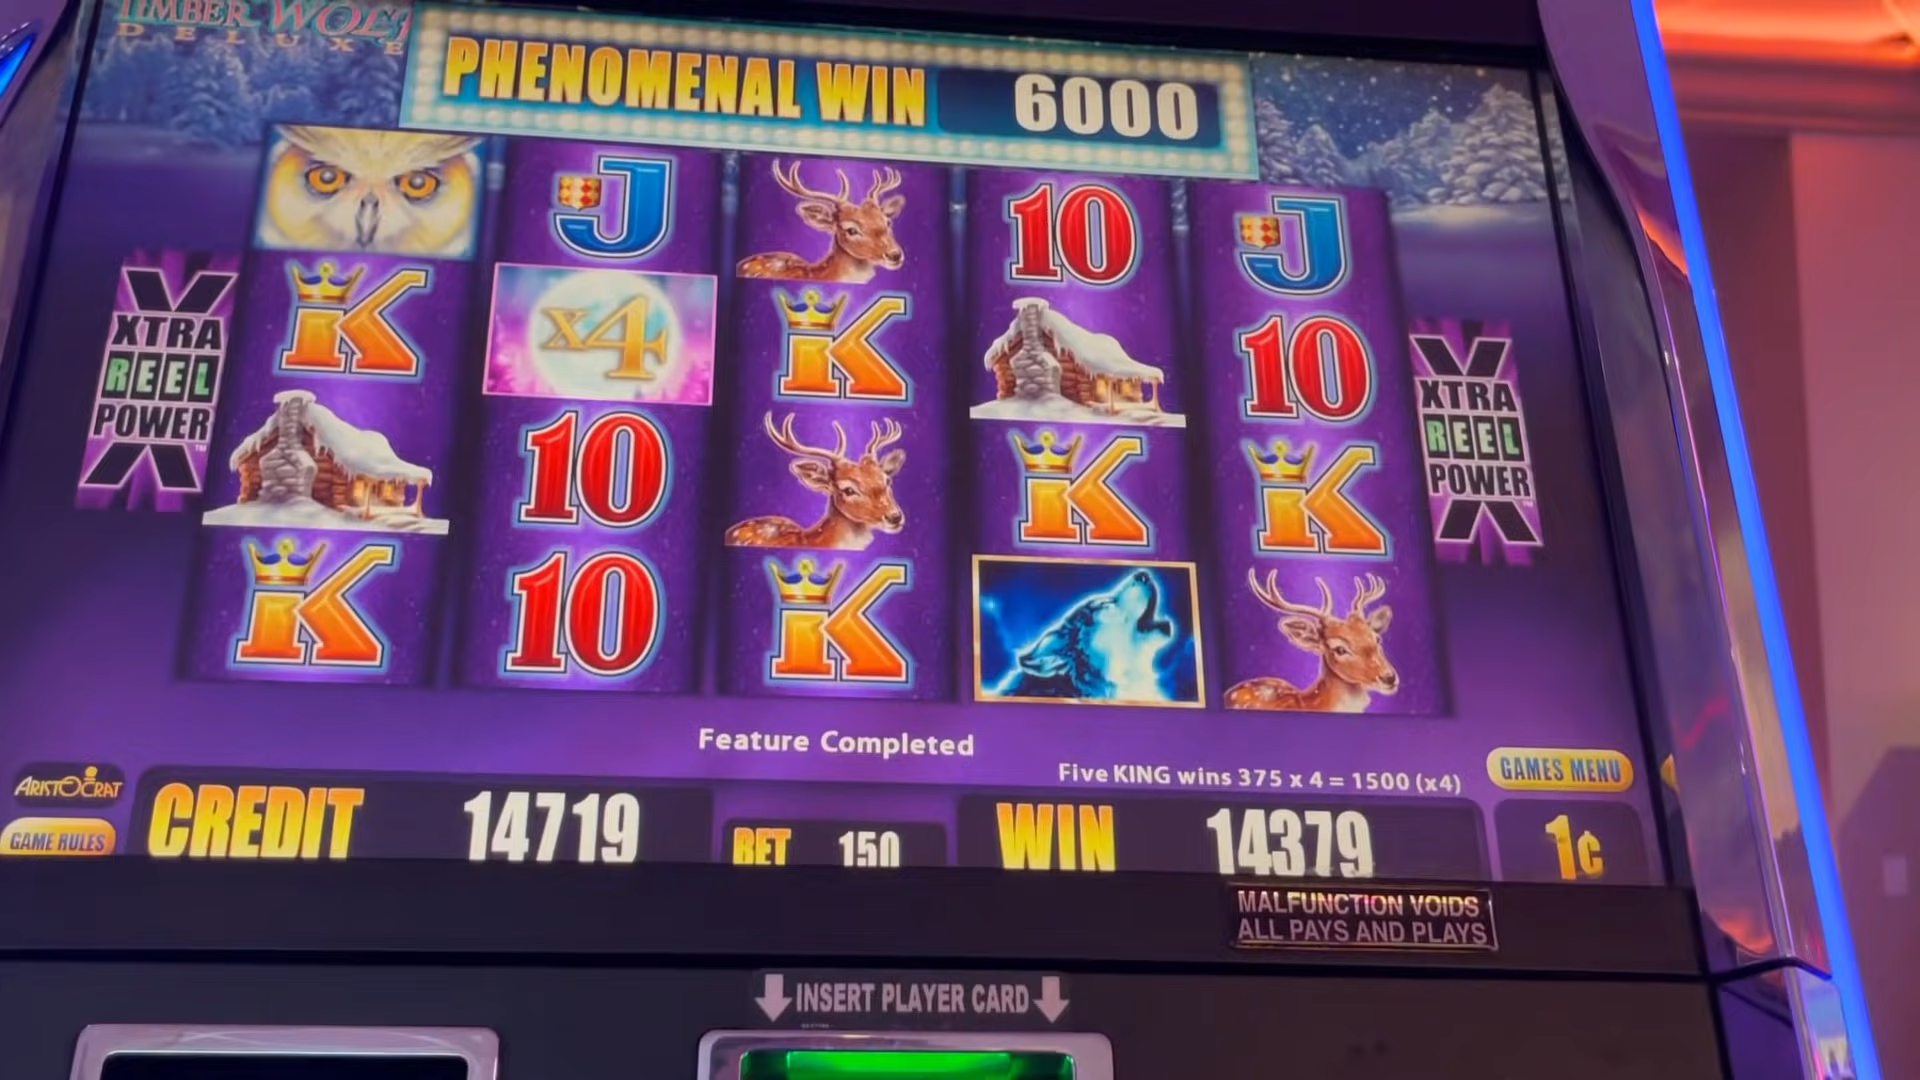 TIMBER WOLF
DELUXE
PHENOMENAL WIN 6000
J
10
J
K
x4
K
10
XTRA
REEL
POWER™
10
K
K
XTRA
REEL
POWER™
K
10
K
Feature Completed
Five KING wins 375 x 4 = 1500 (x4)
GAMES MENU
ARISTOCRAT
GAME RULES
CREDIT 14719
BET 150
WIN 14379
1¢
MALFUNCTION VOIDS
ALL PAYS AND PLAYS
INSERT PLAYER CARD